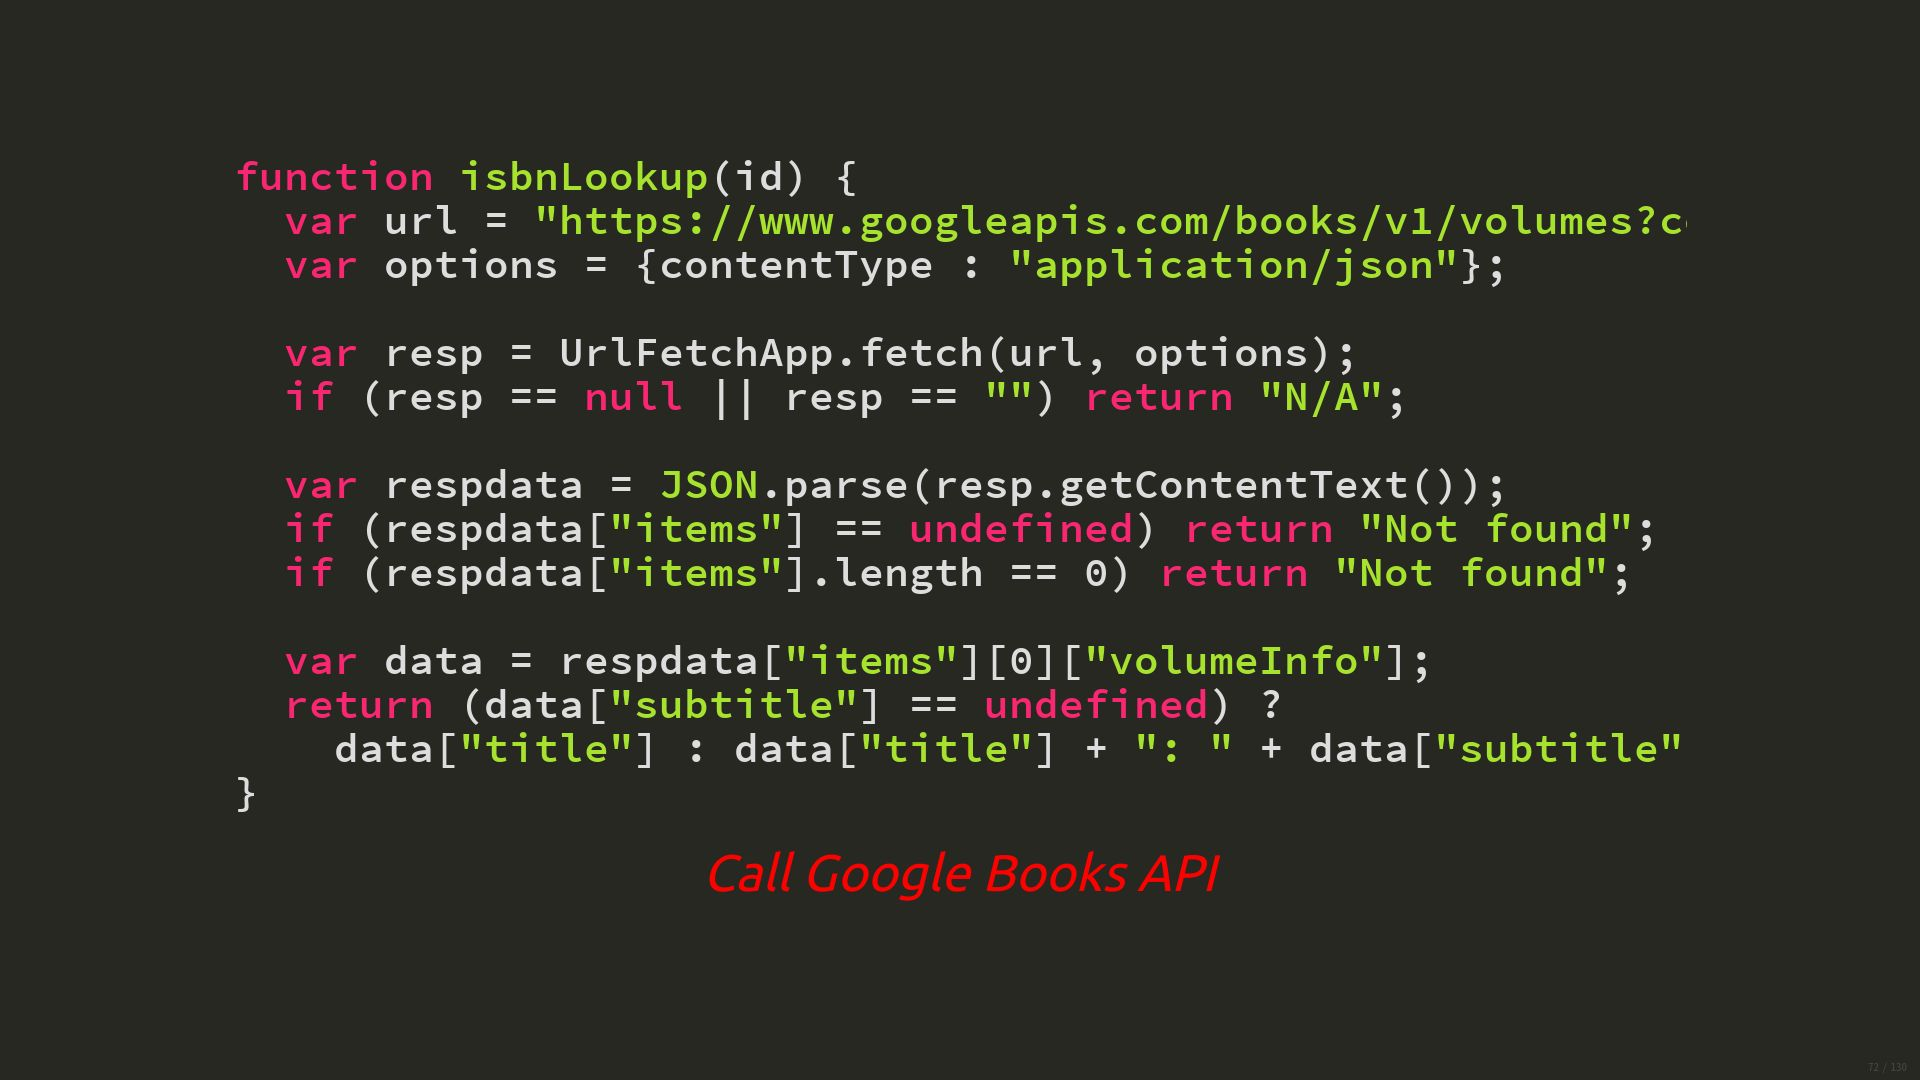 function isbnLookup(id) {
  var url = "https://www.googleapis.com/books/v1/volumes?c
  var options = {contentType : "application/json"};
  var resp = UrlFetchApp.fetch(url, options);
  if (resp == null || resp == "") return "N/A";
  var respdata = JSON.parse(resp.getContentText());
  if (respdata["items"] == undefined) return "Not found";
  if (respdata["items"].length == 0) return "Not found";
  var data = respdata["items"][0]["volumeInfo"];
  return (data["subtitle"] == undefined) ?
    data["title"] : data["title"] + ": " + data["subtitle"
}
Call Google Books API
72 / 130